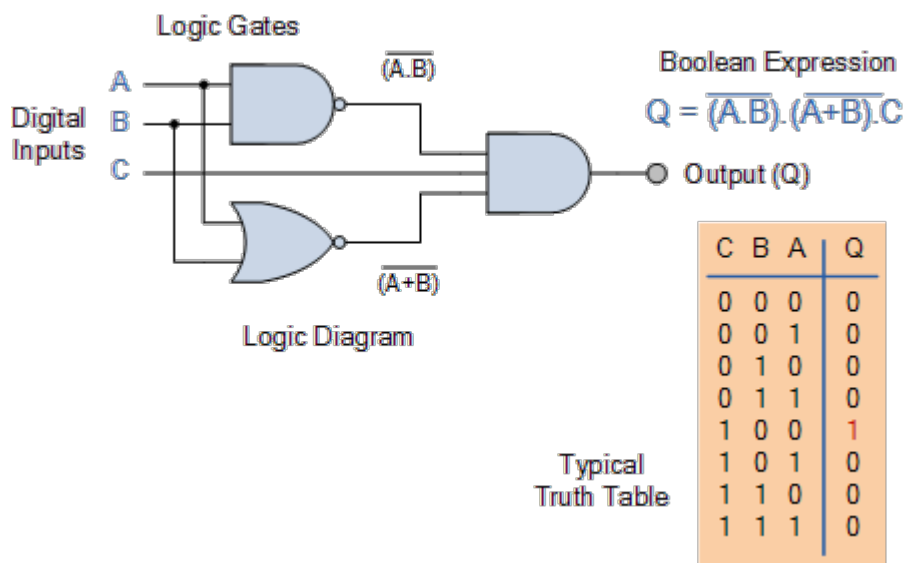 Logic Gates
A
B
C
Digital
Inputs
(A.B)̅
(A+B)̅
Logic Diagram
Boolean Expression
Q = (A.B)̅.(A+B)̅.C
Output (Q)
C B A Q
0 0 0 0
0 0 1 0
0 1 0 0
0 1 1 0
1 0 0 1
1 0 1 0
1 1 0 0
1 1 1 0
Typical
Truth Table